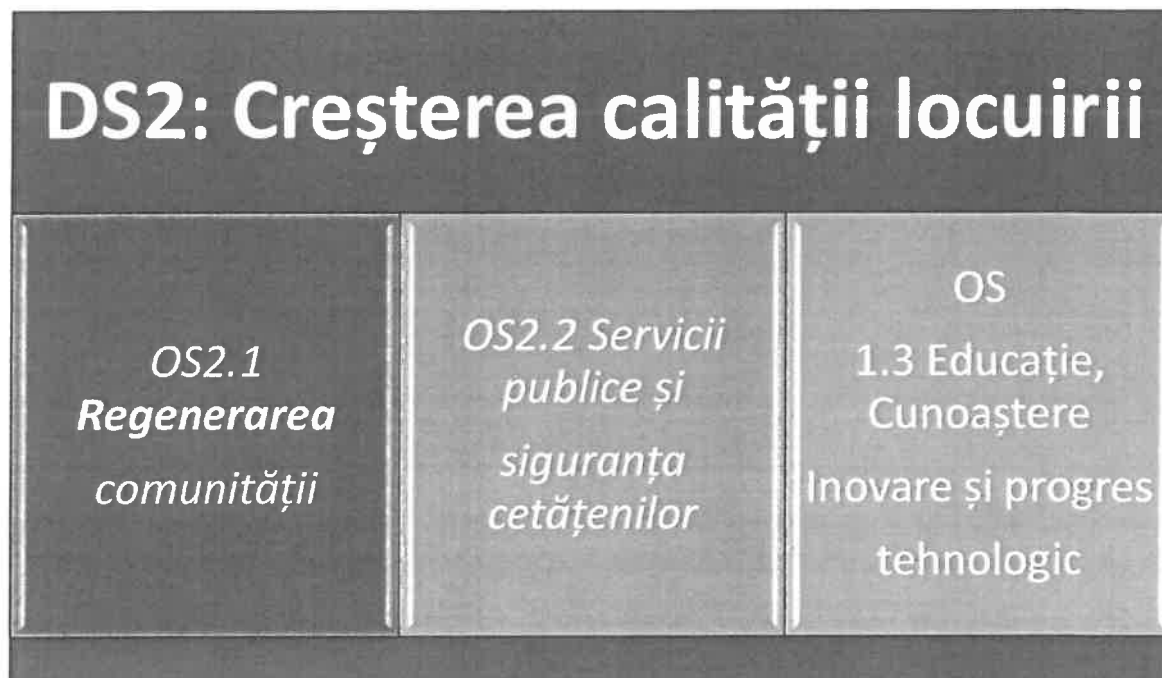 DS2: Creșterea calității locuirii
OS2.1
Regenerarea
comunității
OS2.2 Servicii
publice și
siguranța
cetățenilor
OS
1.3 Educație,
Cunoaștere
Inovare și progres
tehnologic